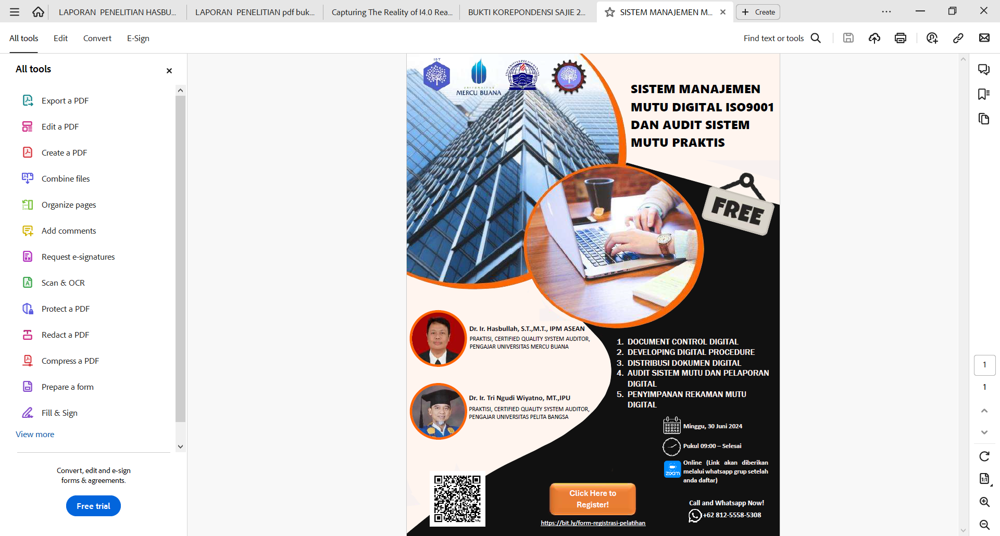 LAPORAN PENELITIAN HASBU...
LAPORAN PENELITIAN pdf buk...
Capturing The Reality of I4.0 Rea...
BUKTI KOREPONDENSI SAJIE 2...
SISTEM MANAJEMEN M...
Create
All tools
Edit
Convert
E-Sign
Find text or tools
All tools
Export a PDF
Edit a PDF
Create a PDF
Combine files
Organize pages
Add comments
Request e-signatures
Scan & OCR
Protect a PDF
Redact a PDF
Compress a PDF
Prepare a form
Fill & Sign
View more
Convert, edit and e-sign
forms & agreements.
Free trial
IDT
UNIVERSITAS
MERCU BUANA
UNIVERSITAS PELITA BANGSA
SISTEM MANAJEMEN
MUTU DIGITAL ISO9001
DAN AUDIT SISTEM
MUTU PRAKTIS
FREE
Dr. Ir. Hasbullah, S.T.,M.T., IPM ASEAN
PRAKTISI, CERTIFIED QUALITY SYSTEM AUDITOR,
PENGAJAR UNIVERSITAS MERCU BUANA
Dr. Ir. Tri Ngudi Wiyatno, MT.,IPU
PRAKTISI, CERTIFIED QUALITY SYSTEM AUDITOR,
PENGAJAR UNIVERSITAS PELITA BANGSA
1. DOCUMENT CONTROL DIGITAL
2. DEVELOPING DIGITAL PROCEDURE
3. DISTRIBUSI DOKUMEN DIGITAL
4. AUDIT SISTEM MUTU DAN PELAPORAN
DIGITAL
5. PENYIMPANAN REKAMAN MUTU
DIGITAL
Minggu, 30 Juni 2024
Pukul 09:00 – Selesai
zoom
Online (Link akan diberikan
melalui whatsapp grup setelah
anda daftar)
Click Here to
Register!
https://bit.ly/form-registrasi-pelatihan
Call and Whatsapp Now!
+62 812-5558-5308
bitly
1
1
1:1